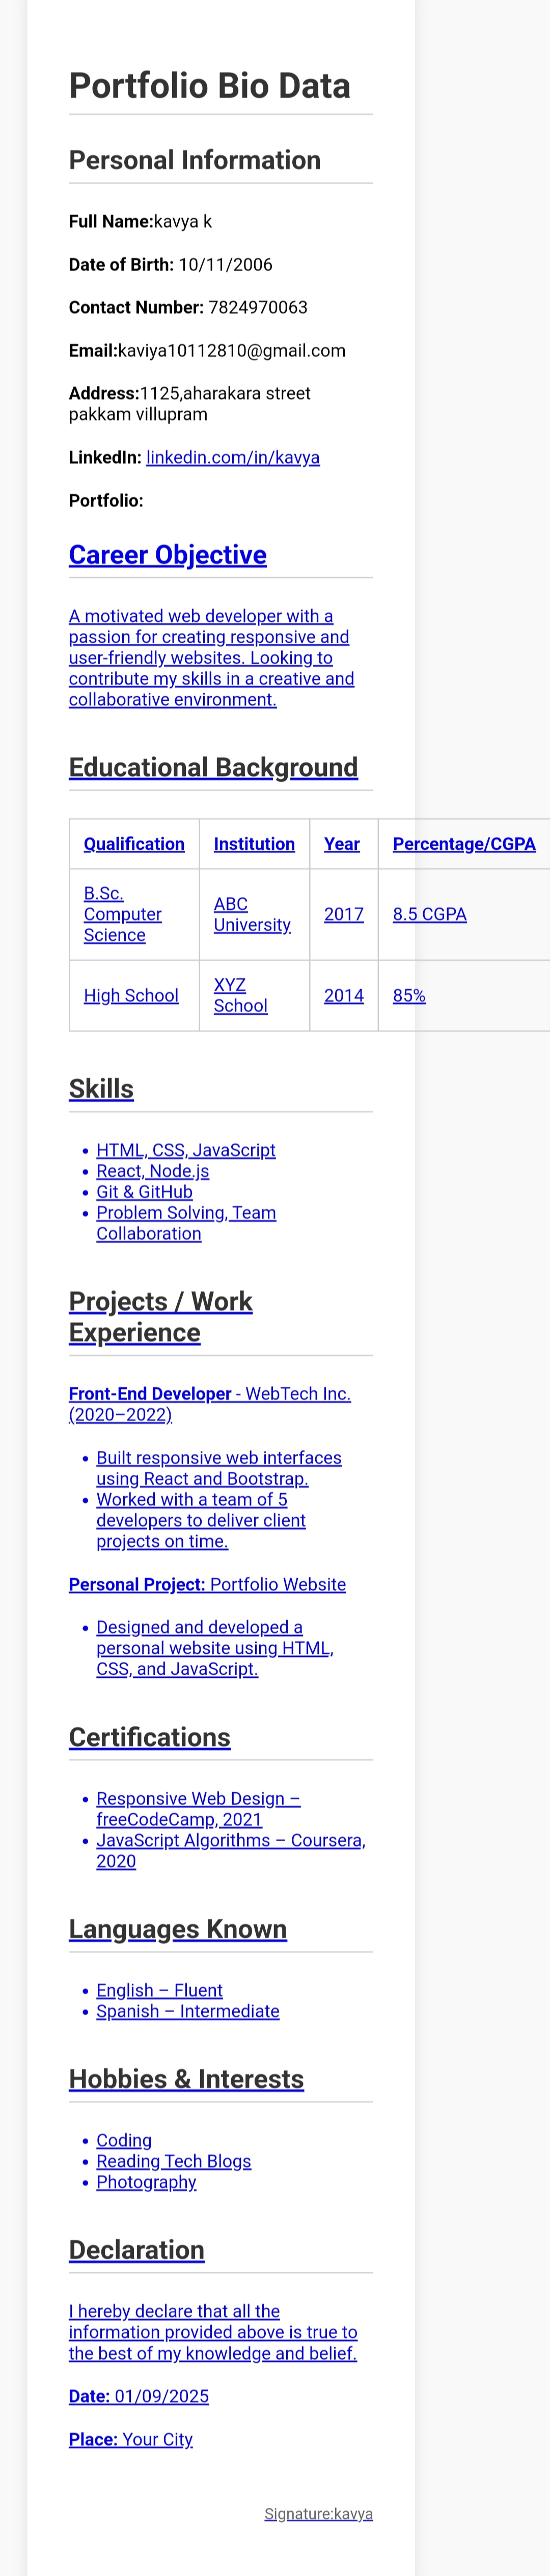 Portfolio Bio Data
Personal Information
Full Name:kavya k
Date of Birth: 10/11/2006
Contact Number: 7824970063
Email:kaviya10112810@gmail.com
Address:1125,aharakara street
pakkam villupram
LinkedIn: linkedin.com/in/kavya
Portfolio:
Career Objective
A motivated web developer with a
passion for creating responsive and
user-friendly websites. Looking to
contribute my skills in a creative and
collaborative environment.
Educational Background
Qualification Institution Year Percentage/CGPA
B.Sc.
Computer
Science
ABC
University
2017
8.5 CGPA
High School
XYZ
School
2014
85%
Skills
• HTML, CSS, JavaScript
• React, Node.js
• Git & GitHub
• Problem Solving, Team
Collaboration
Projects / Work
Experience
Front-End Developer - WebTech Inc.
(2020–2022)
• Built responsive web interfaces
using React and Bootstrap.
• Worked with a team of 5
developers to deliver client
projects on time.
Personal Project: Portfolio Website
• Designed and developed a
personal website using HTML,
CSS, and JavaScript.
Certifications
• Responsive Web Design –
freeCodeCamp, 2021
• JavaScript Algorithms – Coursera,
2020
Languages Known
• English – Fluent
• Spanish – Intermediate
Hobbies & Interests
• Coding
• Reading Tech Blogs
• Photography
Declaration
I hereby declare that all the
information provided above is true to
the best of my knowledge and belief.
Date: 01/09/2025
Place: Your City
Signature:kavya